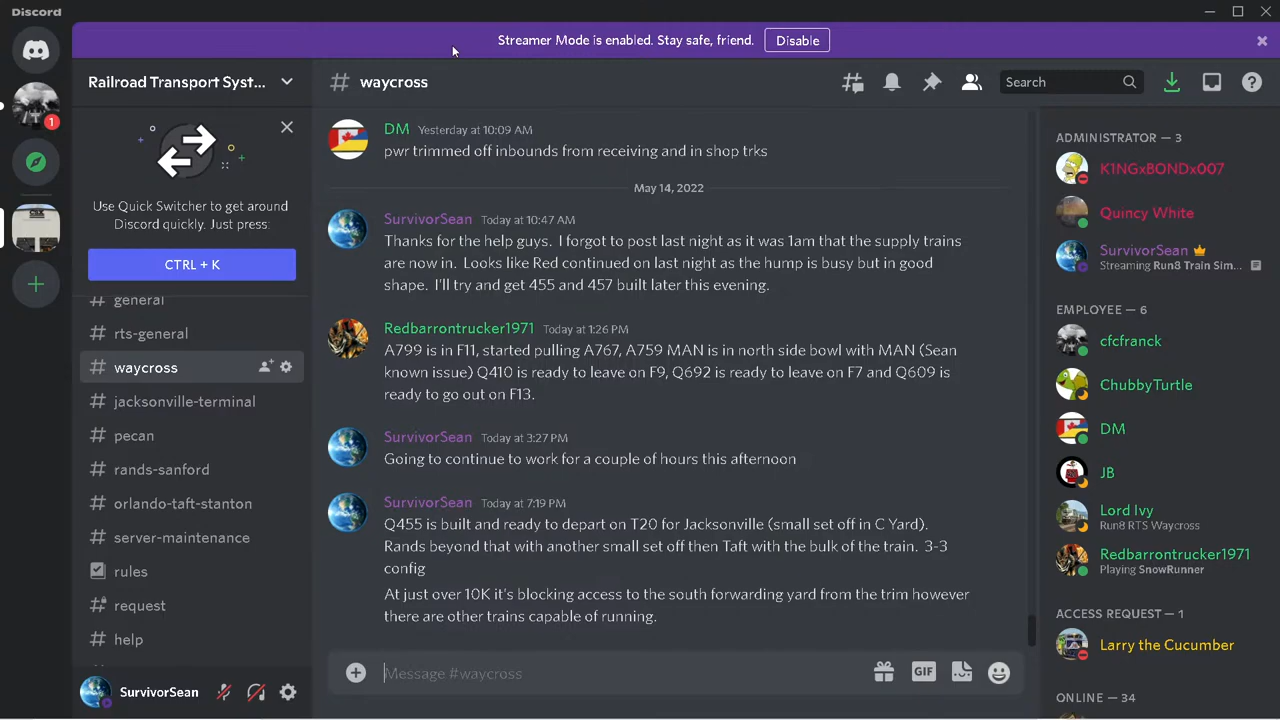 Discord
Streamer Mode is enabled. Stay safe, friend.
Disable
Railroad Transport Syst...
Use Quick Switcher to get around
Discord quickly. Just press:
CTRL + K
general
rts-general
waycross
jacksonville-terminal
pecan
rands-sanford
orlando-taft-stanton
server-maintenance
rules
request
help
SurvivorSean
1
# waycross
Search
DM Yesterday at 10:09 AM
pwr trimmed off inbounds from receiving and in shop trks
May 14, 2022
SurvivorSean Today at 10:47 AM
Thanks for the help guys. I forgot to post last night as it was 1am that the supply trains
are now in. Looks like Red continued on last night as the hump is busy but in good
shape. I'll try and get 455 and 457 built later this evening.
Redbarrontrucker1971 Today at 1:26 PM
A799 is in F11, started pulling A767, A759 MAN is in north side bowl with MAN (Sean
known issue) Q410 is ready to leave on F9, Q692 is ready to leave on F7 and Q609 is
ready to go out on F13.
SurvivorSean Today at 3:27 PM
Going to continue to work for a couple of hours this afternoon
SurvivorSean Today at 7:19 PM
Q455 is built and ready to depart on T20 for Jacksonville (small set off in C Yard).
Rands beyond that with another small set off then Taft with the bulk of the train. 3-3
config
At just over 10K it's blocking access to the south forwarding yard from the trim however
there are other trains capable of running.
Message #waycross
GIF
ADMINISTRATOR — 3
K1NGxBONDx007
Quincy White
SurvivorSean
Streaming Run8 Train Sim...
EMPLOYEE — 6
cfcfranck
ChubbyTurtle
DM
JB
Lord Ivy
Run8 RTS Waycross
Redbarrontrucker1971
Playing SnowRunner
ACCESS REQUEST — 1
Larry the Cucumber
ONLINE — 34